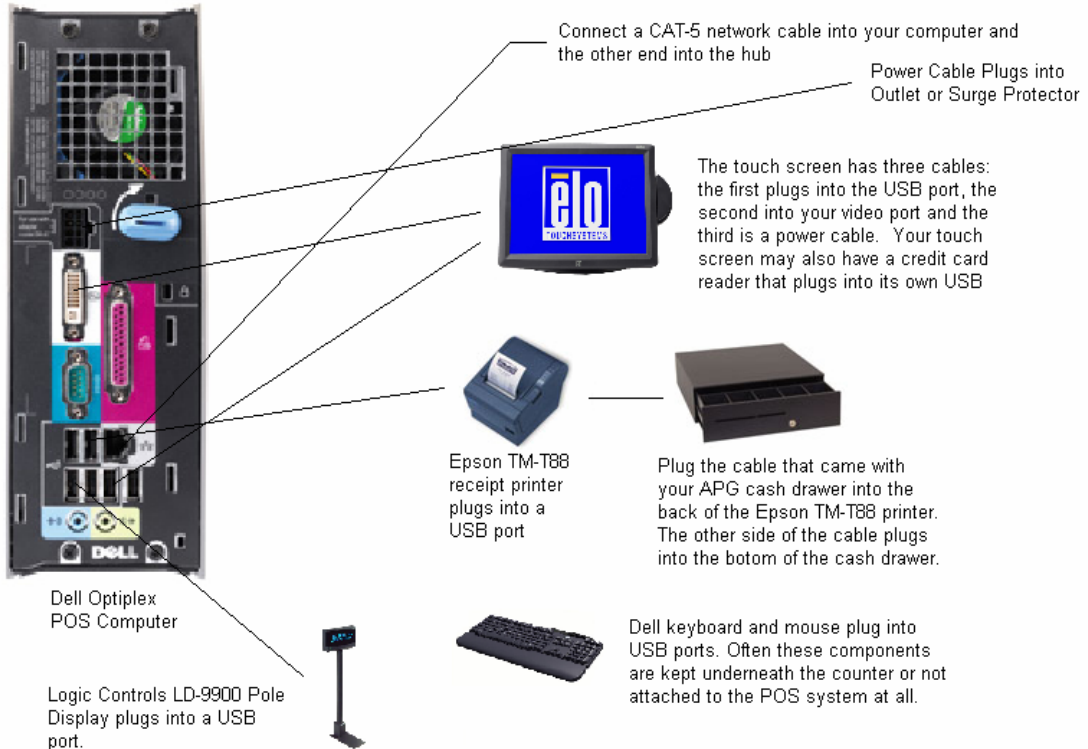 Connect a CAT-5 network cable into your computer and
the other end into the hub
Power Cable Plugs into
Outlet or Surge Protector
The touch screen has three cables:
the first plugs into the USB port, the
second into your video port and the
third is a power cable.  Your touch
screen may also have a credit card
reader that plugs into its own USB
elo
TOUCHSYSTEMS
Epson TM-T88
receipt printer
plugs into a
USB port
Plug the cable that came with
your APG cash drawer into the
back of the Epson TM-T88 printer.
The other side of the cable plugs
into the bottom of the cash drawer.
DELL
Dell Optiplex
POS Computer
Dell keyboard and mouse plug into
USB ports. Often these components
are kept underneath the counter or not
attached to the POS system at all.
Logic Controls LD-9900 Pole
Display plugs into a USB
port.